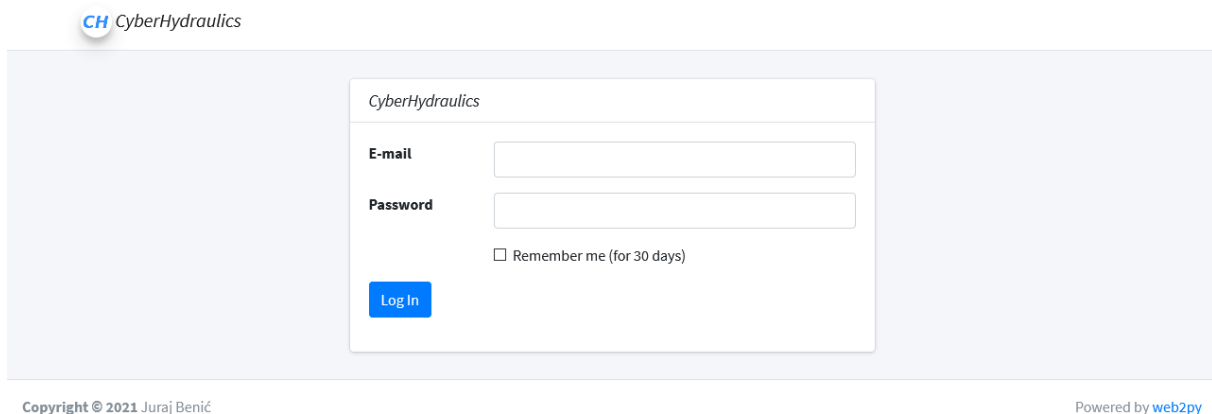 CH CyberHydraulics
CyberHydraulics
E-mail
Password
Remember me (for 30 days)
Log In
Copyright © 2021 Juraj Benić
Powered by web2py